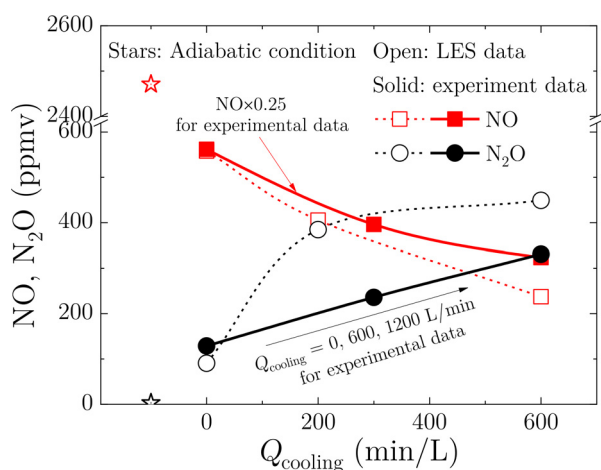 2600
Stars: Adiabatic condition Open: LES data
Solid: experiment data
2400
NO×0.25
for experimental data
NO
N₂O
600
400
200
0
Q_cooling = 0, 600, 1200 L/min
for experimental data
NO, N₂O (ppmv)
0 200 400 600
Q_cooling (min/L)